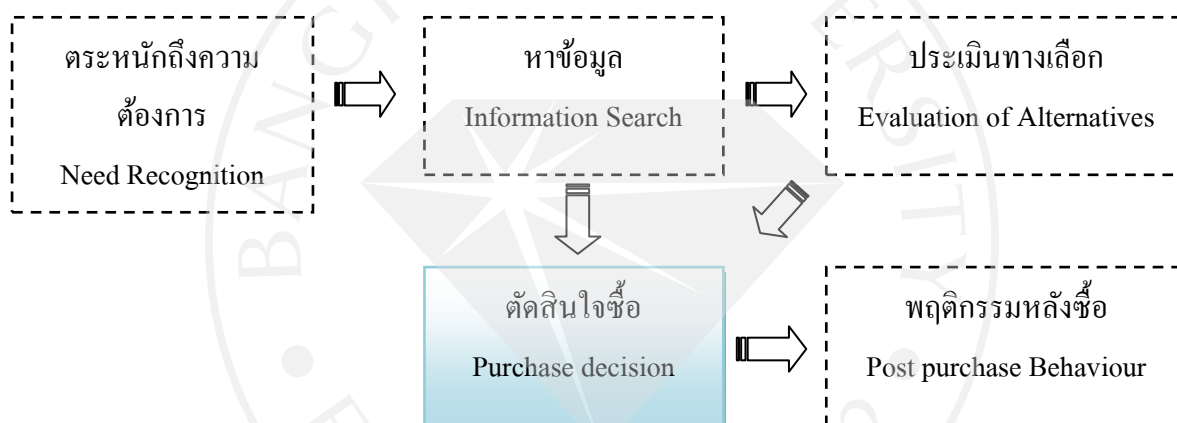 ตระหนักถึงความ
ต้องการ
Need Recognition
หาข้อมูล
Information Search
ประเมินทางเลือก
Evaluation of Alternatives
ตัดสินใจซื้อ
Purchase decision
พฤติกรรมหลังซื้อ
Post purchase Behaviour